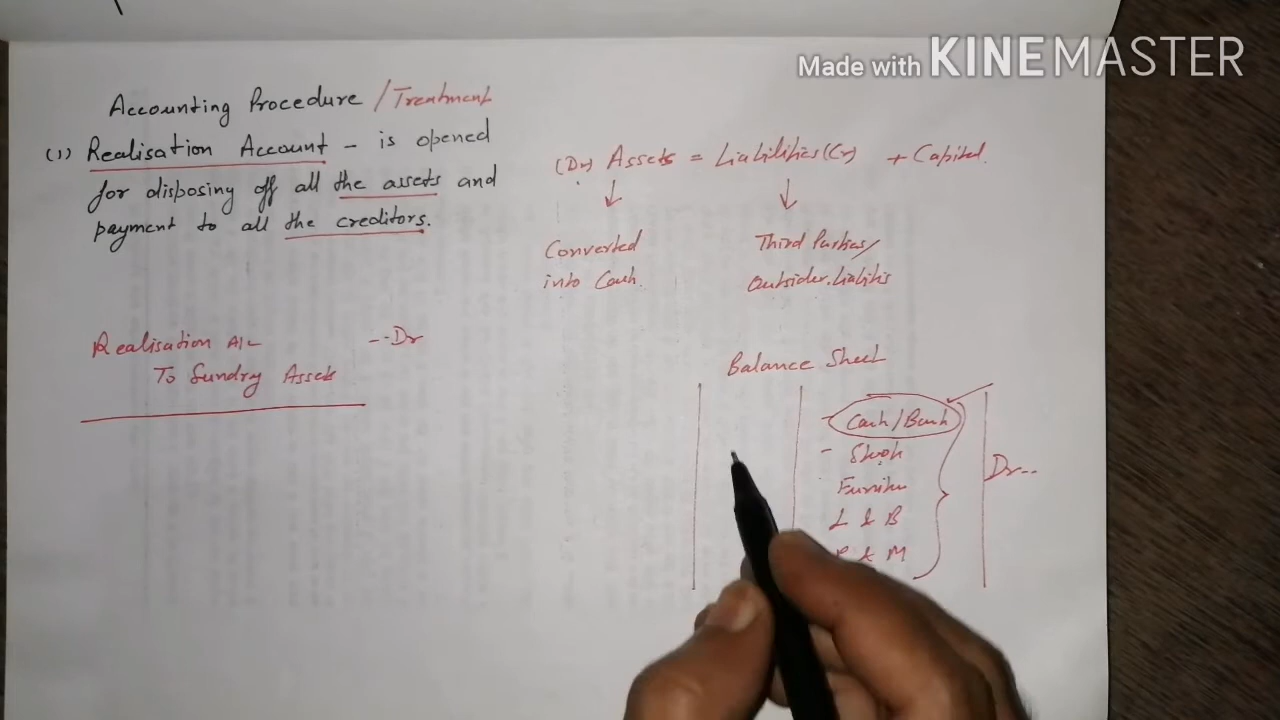 Made with KINEMASTER
Accounting Procedure / Treatment
(1) Realisation Account - is opened
for disposing off all the assets and
payment to all the creditors.
(Dr) Assets = Liabilities (Cr) + Capital.
Converted
into Cash.
Third Parties/
Outsider. Lialitis
Realisation A/c --Dr
To Sundry Assets
Balance Sheet
- Cash/Bank
- Stock
Furnitu
L & B
P & M
Dr--